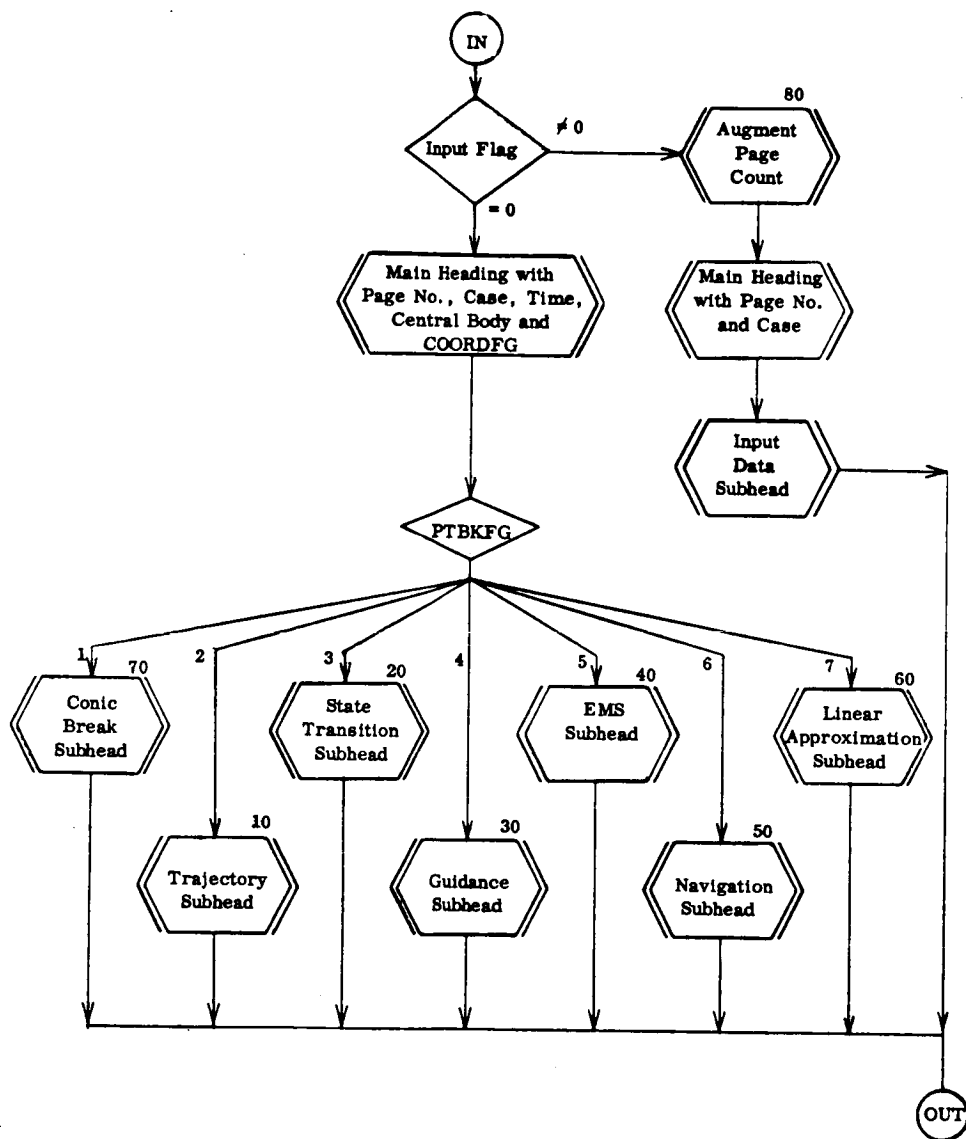 IN
80
≠ 0
Augment
Page
Count
Input Flag
= 0
Main Heading with
Page No., Case, Time,
Central Body and
COORDFG
Main Heading
with Page No.
and Case
Input
Data
Subhead
PTBKFG
1
70
2
3
20
4
5
40
6
7
60
Conic
Break
Subhead
State
Transition
Subhead
EMS
Subhead
Linear
Approximation
Subhead
10
30
50
Trajectory
Subhead
Guidance
Subhead
Navigation
Subhead
OUT